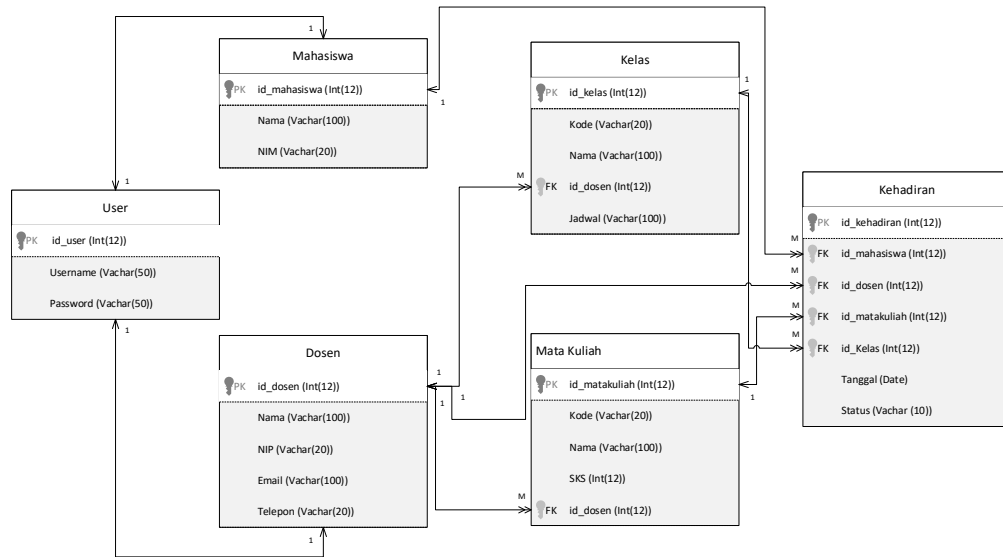 Mahasiswa
PK id_mahasiswa (Int(12))
Nama (Vachar(100))
NIM (Vachar(20))
1
1
1
User
PK id_user (Int(12))
Username (Vachar(50))
Password (Vachar(50))
1
1
Dosen
PK id_dosen (Int(12))
Nama (Vachar(100))
NIP (Vachar(20))
Email (Vachar(100))
Telepon (Vachar(20))
1
1
1
1
Kelas
PK id_kelas (Int(12))
Kode (Vachar(20))
Nama (Vachar(100))
FK id_dosen (Int(12))
Jadwal (Vachar(100))
1
M
Mata Kuliah
PK id_matakuliah (Int(12))
Kode (Vachar(20))
Nama (Vachar(100))
SKS (Int(12))
FK id_dosen (Int(12))
1
M
Kehadiran
PK id_kehadiran (Int(12))
M
FK id_mahasiswa (Int(12))
M
FK id_dosen (Int(12))
M
FK id_matakuliah (Int(12))
M
FK id_Kelas (Int(12))
Tanggal (Date)
Status (Vachar (10))